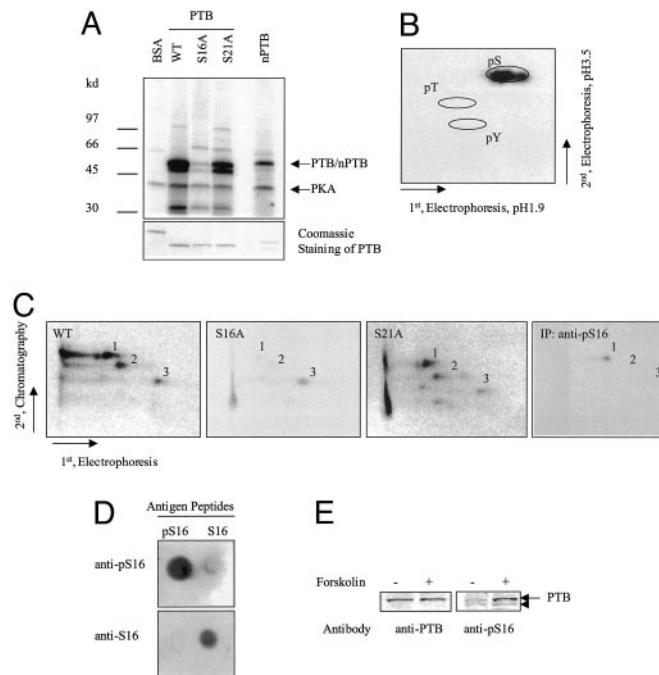 A
PTB
BSA
WT
S16A
S21A
nPTB
kd
97
66
45
30
PTB/nPTB
PKA
Coomassie
Staining of PTB
B
pS
pT
pY
1st, Electrophoresis, pH1.9
2nd, Electrophoresis, pH3.5
C
WT
1
2
3
S16A
1
2
3
S21A
1
2
3
IP: anti-pS16
1
2
3
2nd, Chromatography
1st, Electrophoresis
D
Antigen Peptides
pS16 S16
anti-pS16
anti-S16
E
Forskolin - + - +
PTB
Antibody anti-PTB anti-pS16